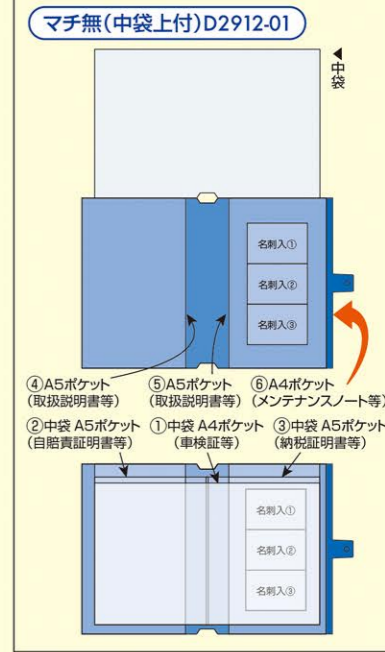 マチ無(中袋上付)D2912-01
◀中袋
名刺入①
名刺入②
名刺入③
④A5ポケット
(取扱説明書等)
⑤A5ポケット
(取扱説明書等)
⑥A4ポケット
(メンテナンスノート等)
②中袋 A5ポケット
(自賠責証明書等)
①中袋 A4ポケット
(車検証等)
③中袋 A5ポケット
(納税証明書等)
名刺入①
名刺入②
名刺入③